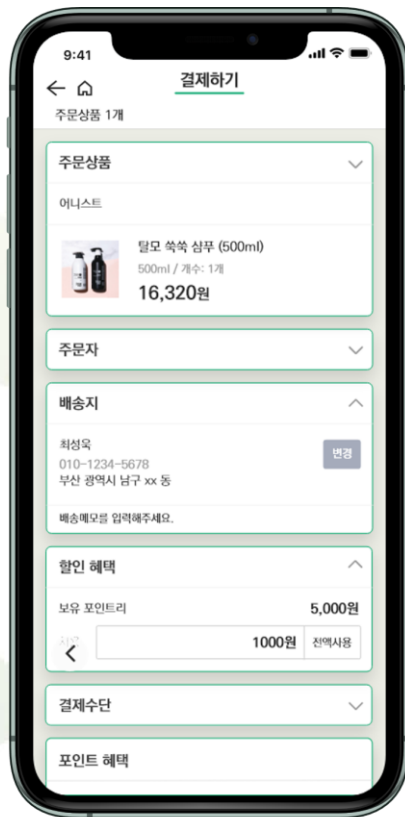 9:41
결제하기
주문상품 1개
주문상품
어니스트
탈모 쑥쑥 샴푸 (500ml)
500ml / 개수: 1개
16,320원
주문자
배송지
최성욱
010-1234-5678
변경
부산 광역시 남구 xx 동
배송메모를 입력해주세요.
할인 혜택
보유 포인트리 5,000원
1000원 전액사용
결제수단
포인트 혜택